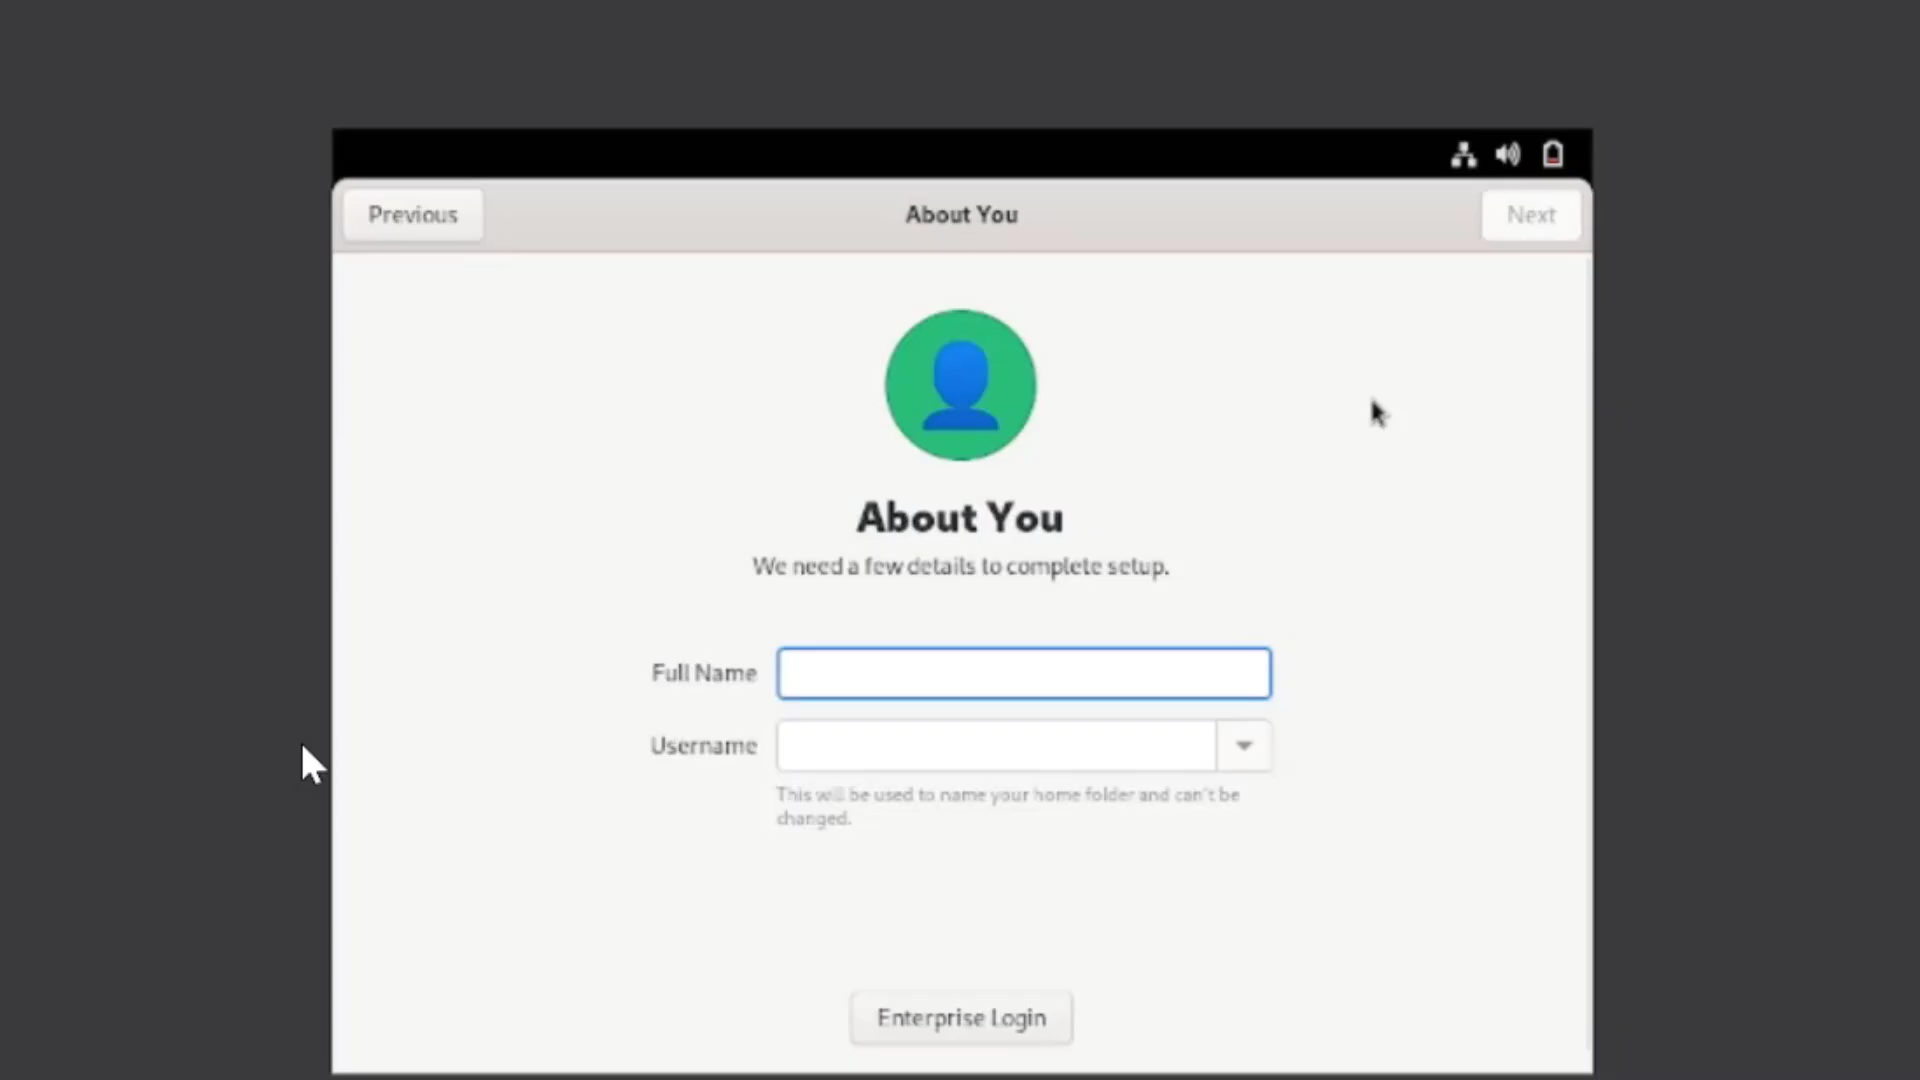 Previous
About You
Next
About You
We need a few details to complete setup.
Full Name
Username
This will be used to name your home folder and can't be
changed.
Enterprise Login